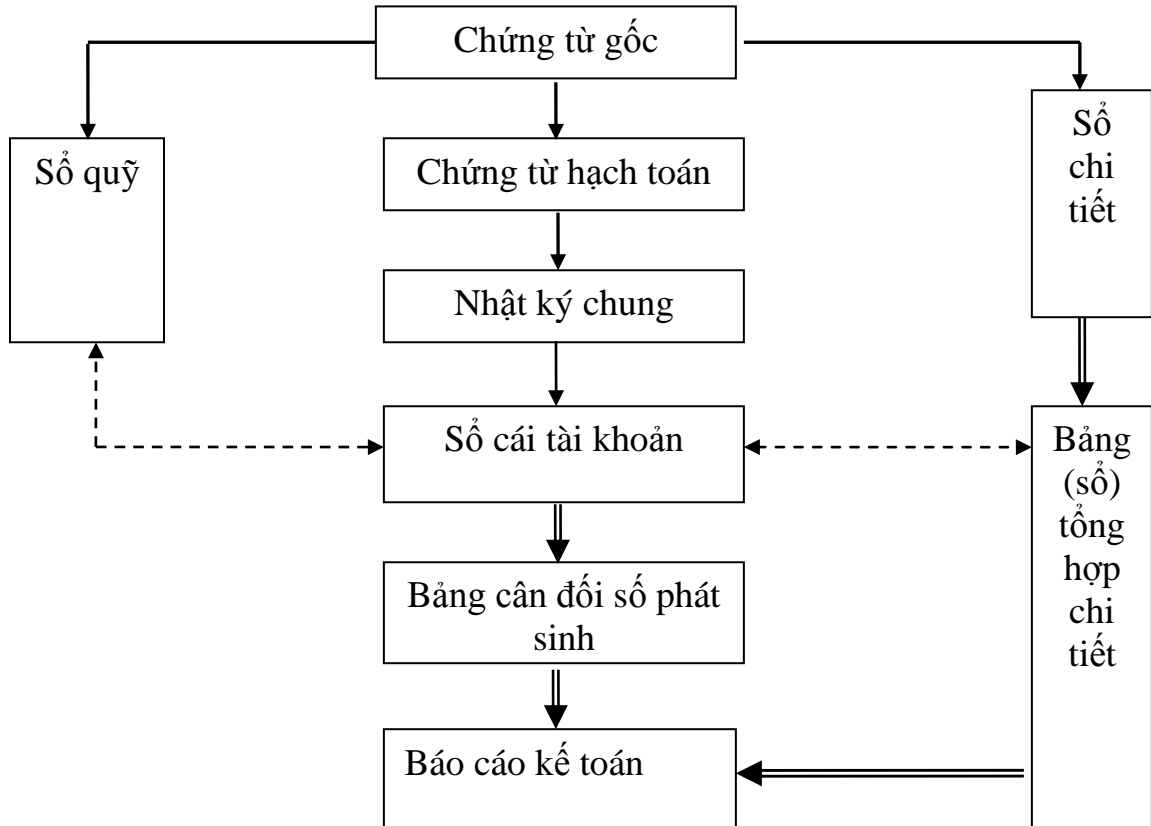 Chứng từ gốc
Sổ quỹ
Chứng từ hạch toán
Sổ
chi
tiết
Nhật ký chung
Sổ cái tài khoản
Bảng
(sổ)
tổng
hợp
chi
tiết
Bảng cân đối số phát
sinh
Báo cáo kế toán